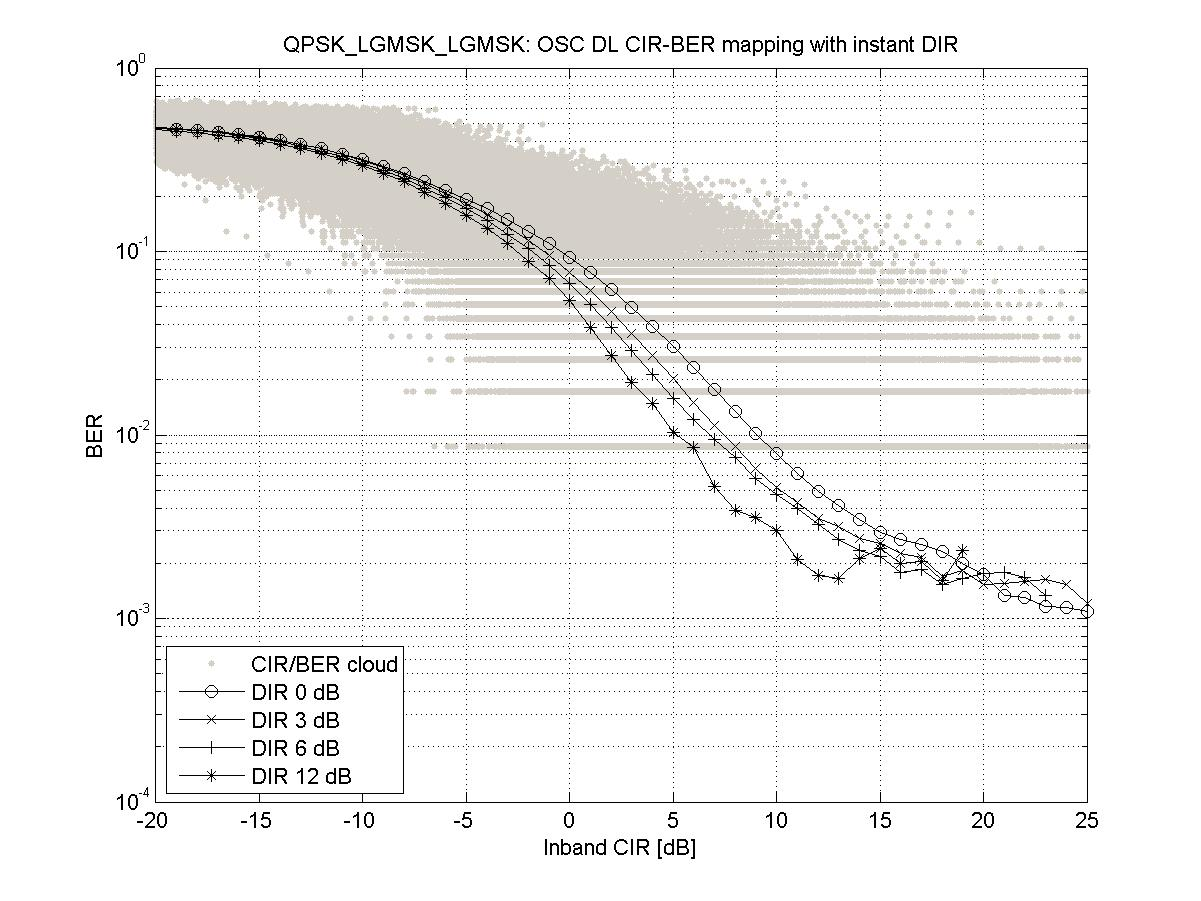 QPSK_LGMSK_LGMSK: OSC DL CIR-BER mapping with instant DIR
10^0
10^-1
10^-2
10^-3
10^-4
BER
CIR/BER cloud
DIR 0 dB
DIR 3 dB
DIR 6 dB
DIR 12 dB
-20 -15 -10 -5 0 5 10 15 20 25
Inband CIR [dB]